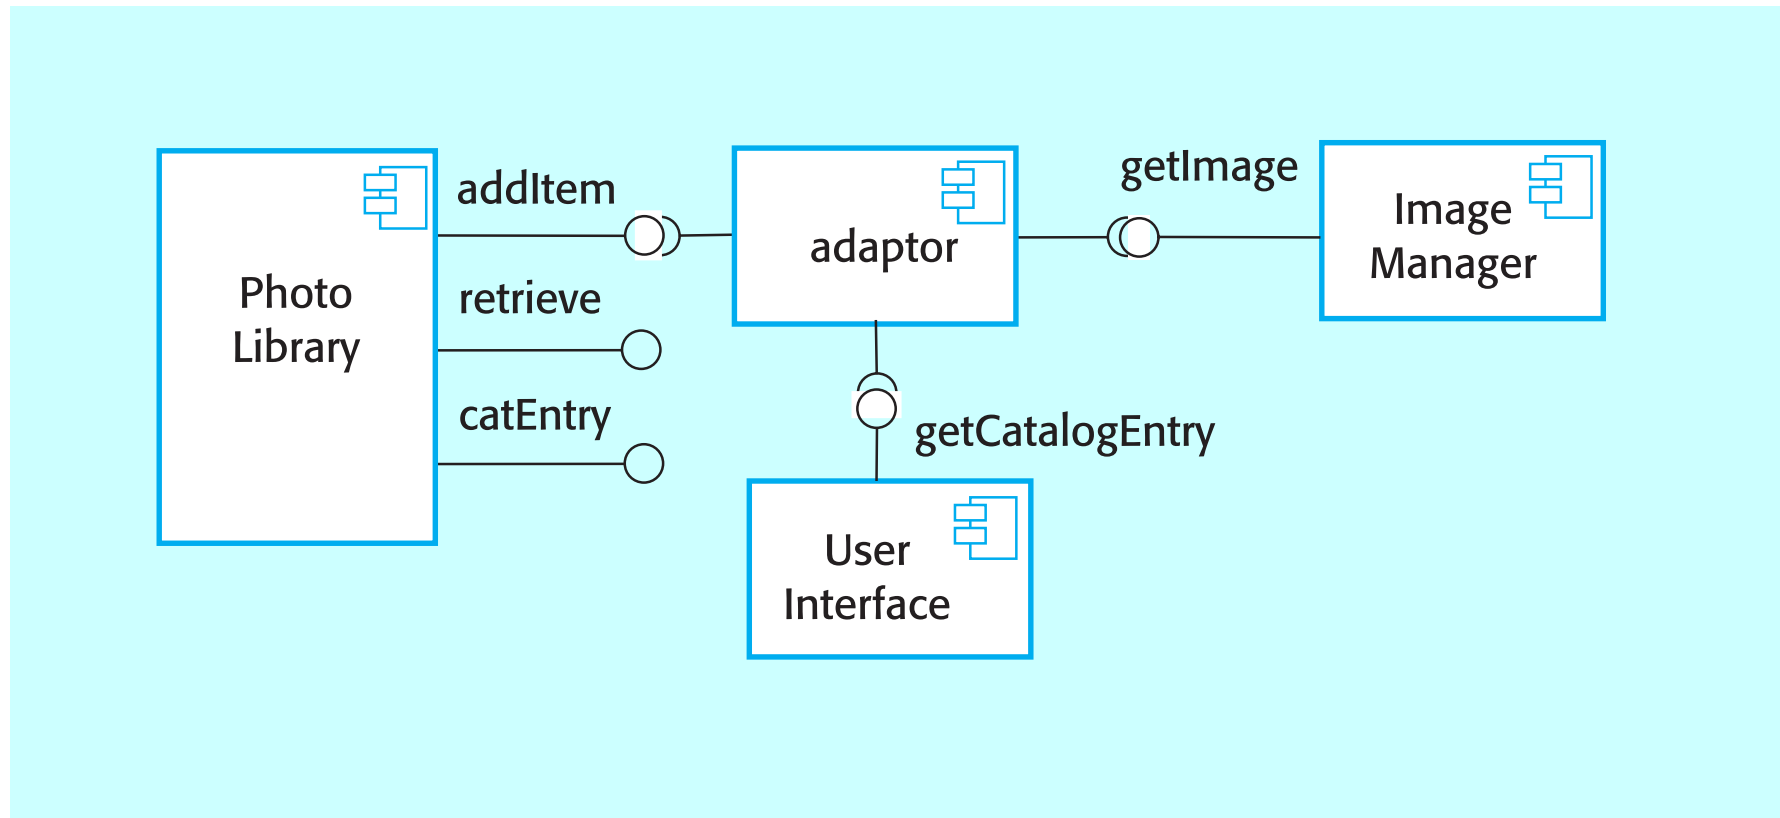 Photo
Library
addItem
retrieve
catEntry
adaptor
getImage
Image
Manager
getCatalogEntry
User
Interface